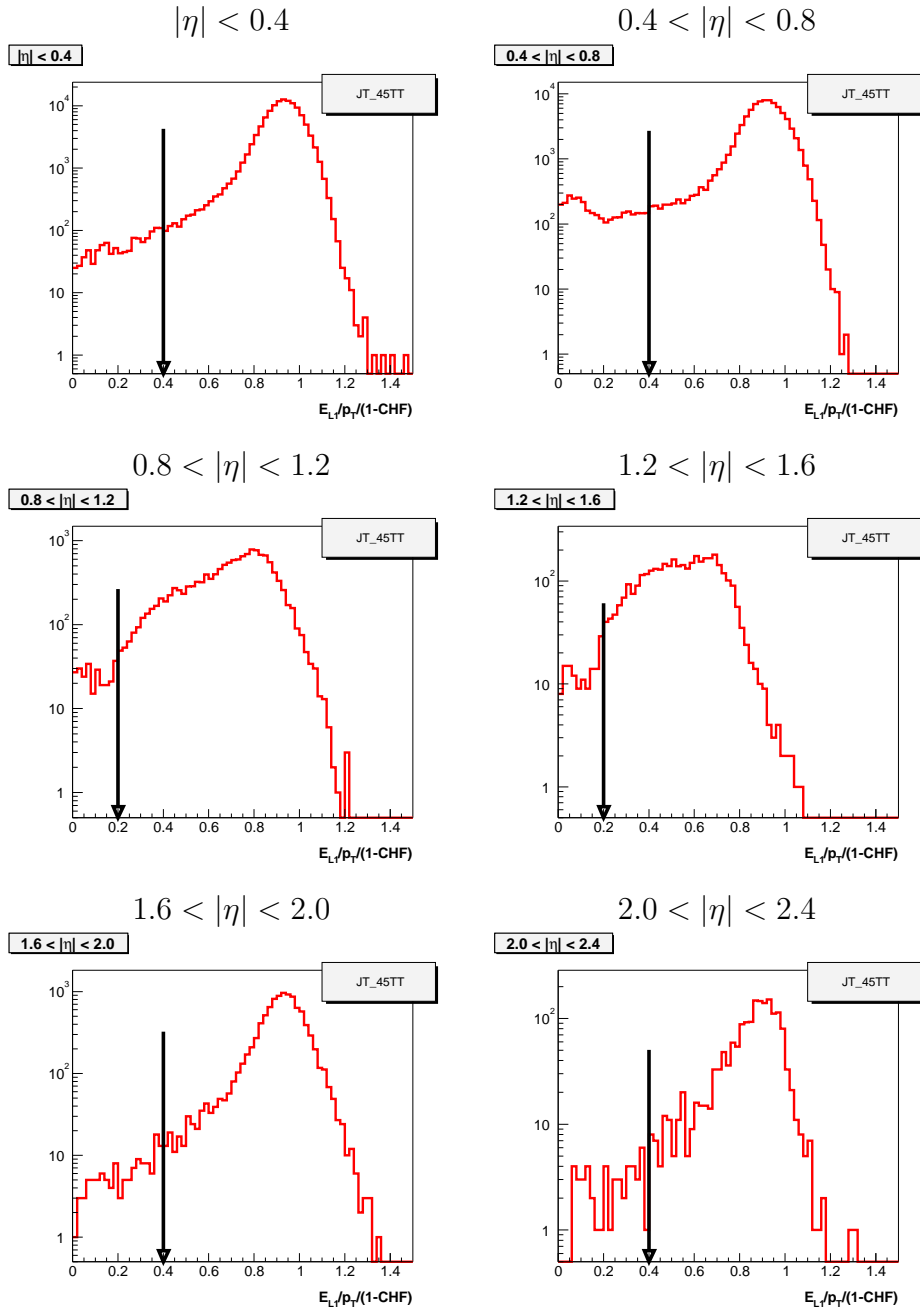 |η| < 0.4
0.4 < |η| < 0.8
|η| < 0.4
0.4 < |η| < 0.8
JT_45TT
JT_45TT
10^4
10^3
10^2
10
1
0 0.2 0.4 0.6 0.8 1 1.2 1.4
E_L1/p_T/(1-CHF)
10^4
10^3
10^2
10
1
0 0.2 0.4 0.6 0.8 1 1.2 1.4
E_L1/p_T/(1-CHF)
0.8 < |η| < 1.2
1.2 < |η| < 1.6
0.8 < |η| < 1.2
1.2 < |η| < 1.6
JT_45TT
JT_45TT
10^3
10^2
10
1
0 0.2 0.4 0.6 0.8 1 1.2 1.4
E_L1/p_T/(1-CHF)
10^2
10
1
0 0.2 0.4 0.6 0.8 1 1.2 1.4
E_L1/p_T/(1-CHF)
1.6 < |η| < 2.0
2.0 < |η| < 2.4
1.6 < |η| < 2.0
2.0 < |η| < 2.4
JT_45TT
JT_45TT
10^3
10^2
10
1
0 0.2 0.4 0.6 0.8 1 1.2 1.4
E_L1/p_T/(1-CHF)
10^2
10
1
0 0.2 0.4 0.6 0.8 1 1.2 1.4
E_L1/p_T/(1-CHF)